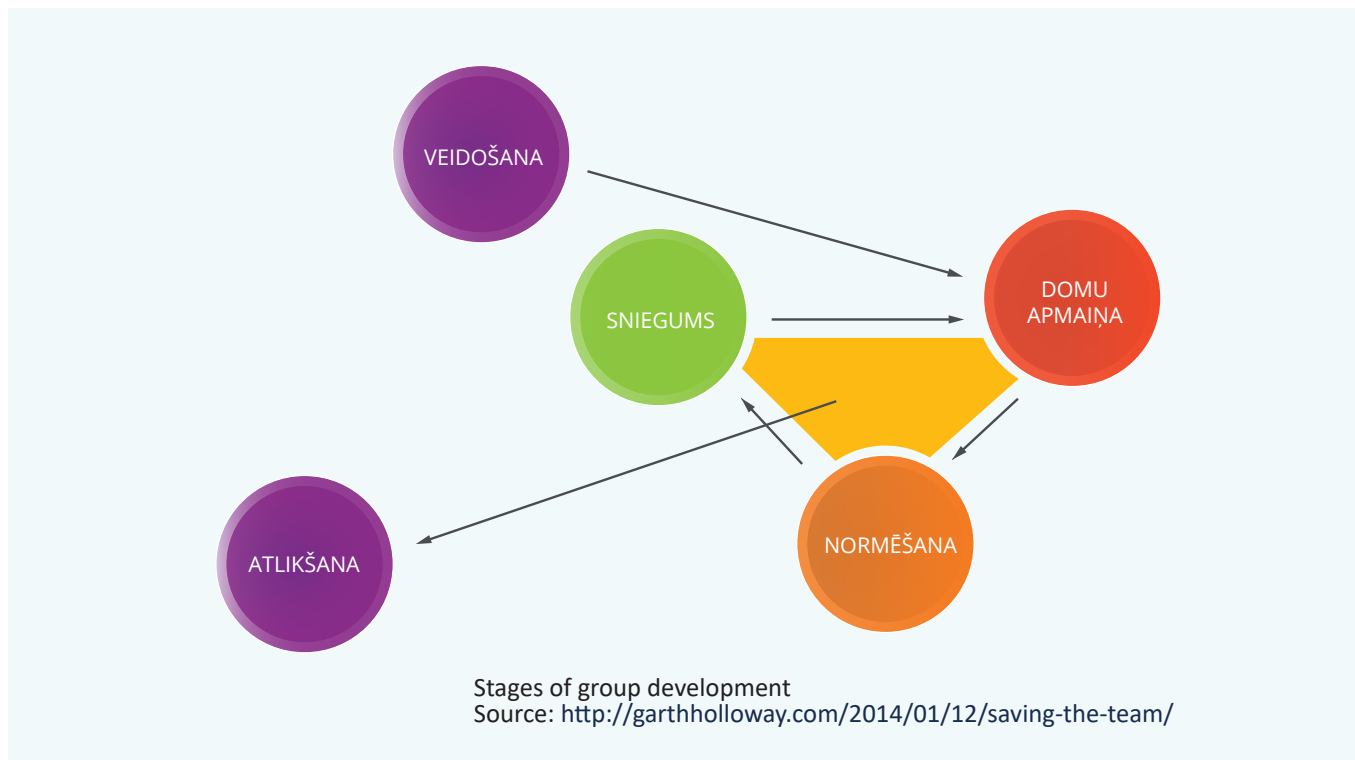 VEIDOŠANA
SNIEGUMS
DOMU
APMAIŅA
NORMĒŠANA
ATLIKŠANA
Stages of group development
Source: http://garthholloway.com/2014/01/12/saving-the-team/